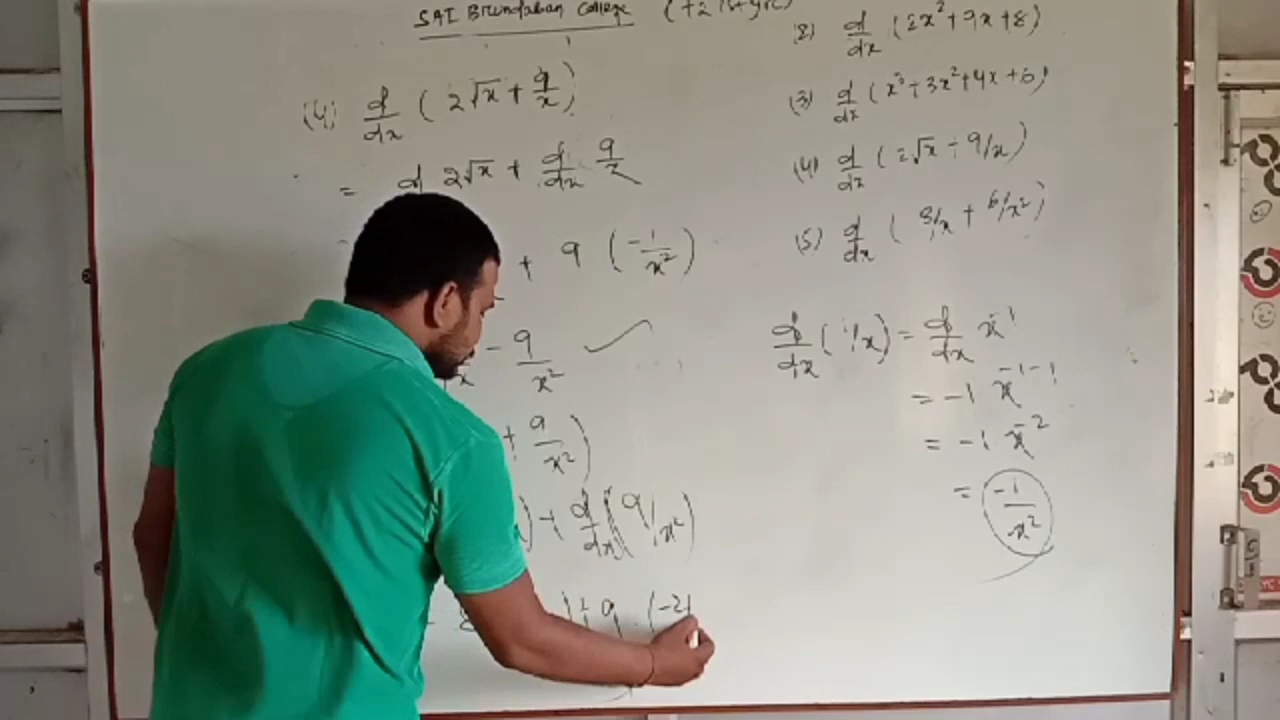 SAI Brundaban College (+2 1st yr
(4) d/dx ( 2√x + 9/x )
= d 2√x + d/dx 9/x
+ 9 ( -1/x² )
x - 9/x²
+ 9/x² )
) + d/dx ( 9/x² )
8 ) + 9 . (-2
(2) d/dx ( 2x² + 9x + 8 )
(3) d/dx ( x³ + 3x² + 4x + 6 )
(4) d/dx ( 2√x + 9/x )
(5) d/dx ( 8/x + 6/x² )
d/dx ( 1/x ) = d/dx x⁻¹
= -1 x⁻¹⁻¹
= -1 x⁻²
= -1/x²